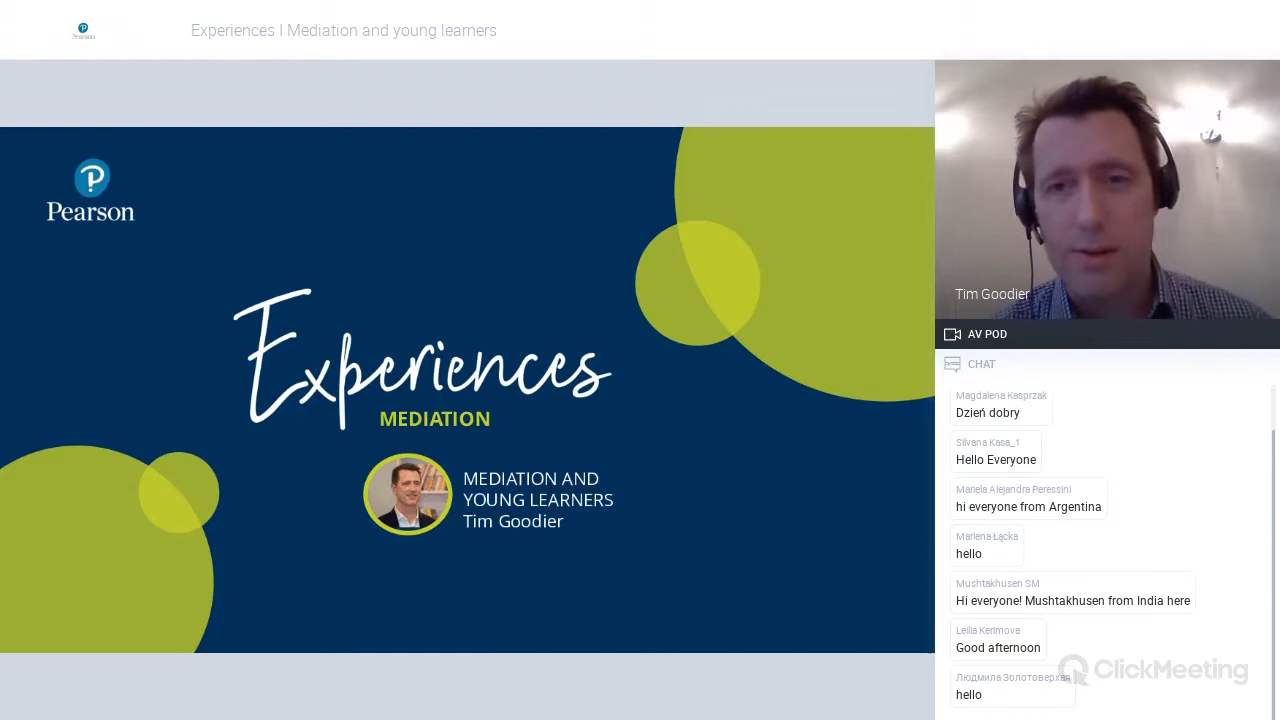 Pearson
Experiences I Mediation and young learners
Pearson
Experiences
MEDIATION
MEDIATION AND
YOUNG LEARNERS
Tim Goodier
Tim Goodier
AV POD
CHAT
Magdalena Kasprzak
Dzień dobry
Silvana Kasa_1
Hello Everyone
Mariela Alejandra Peressini
hi everyone from Argentina
Marlena Łącka
hello
Mushtakhusen SM
Hi everyone! Mushtakhusen from India here
Leilla Kerimova
Good afternoon
Людмила Золотоверхая
hello
ClickMeeting